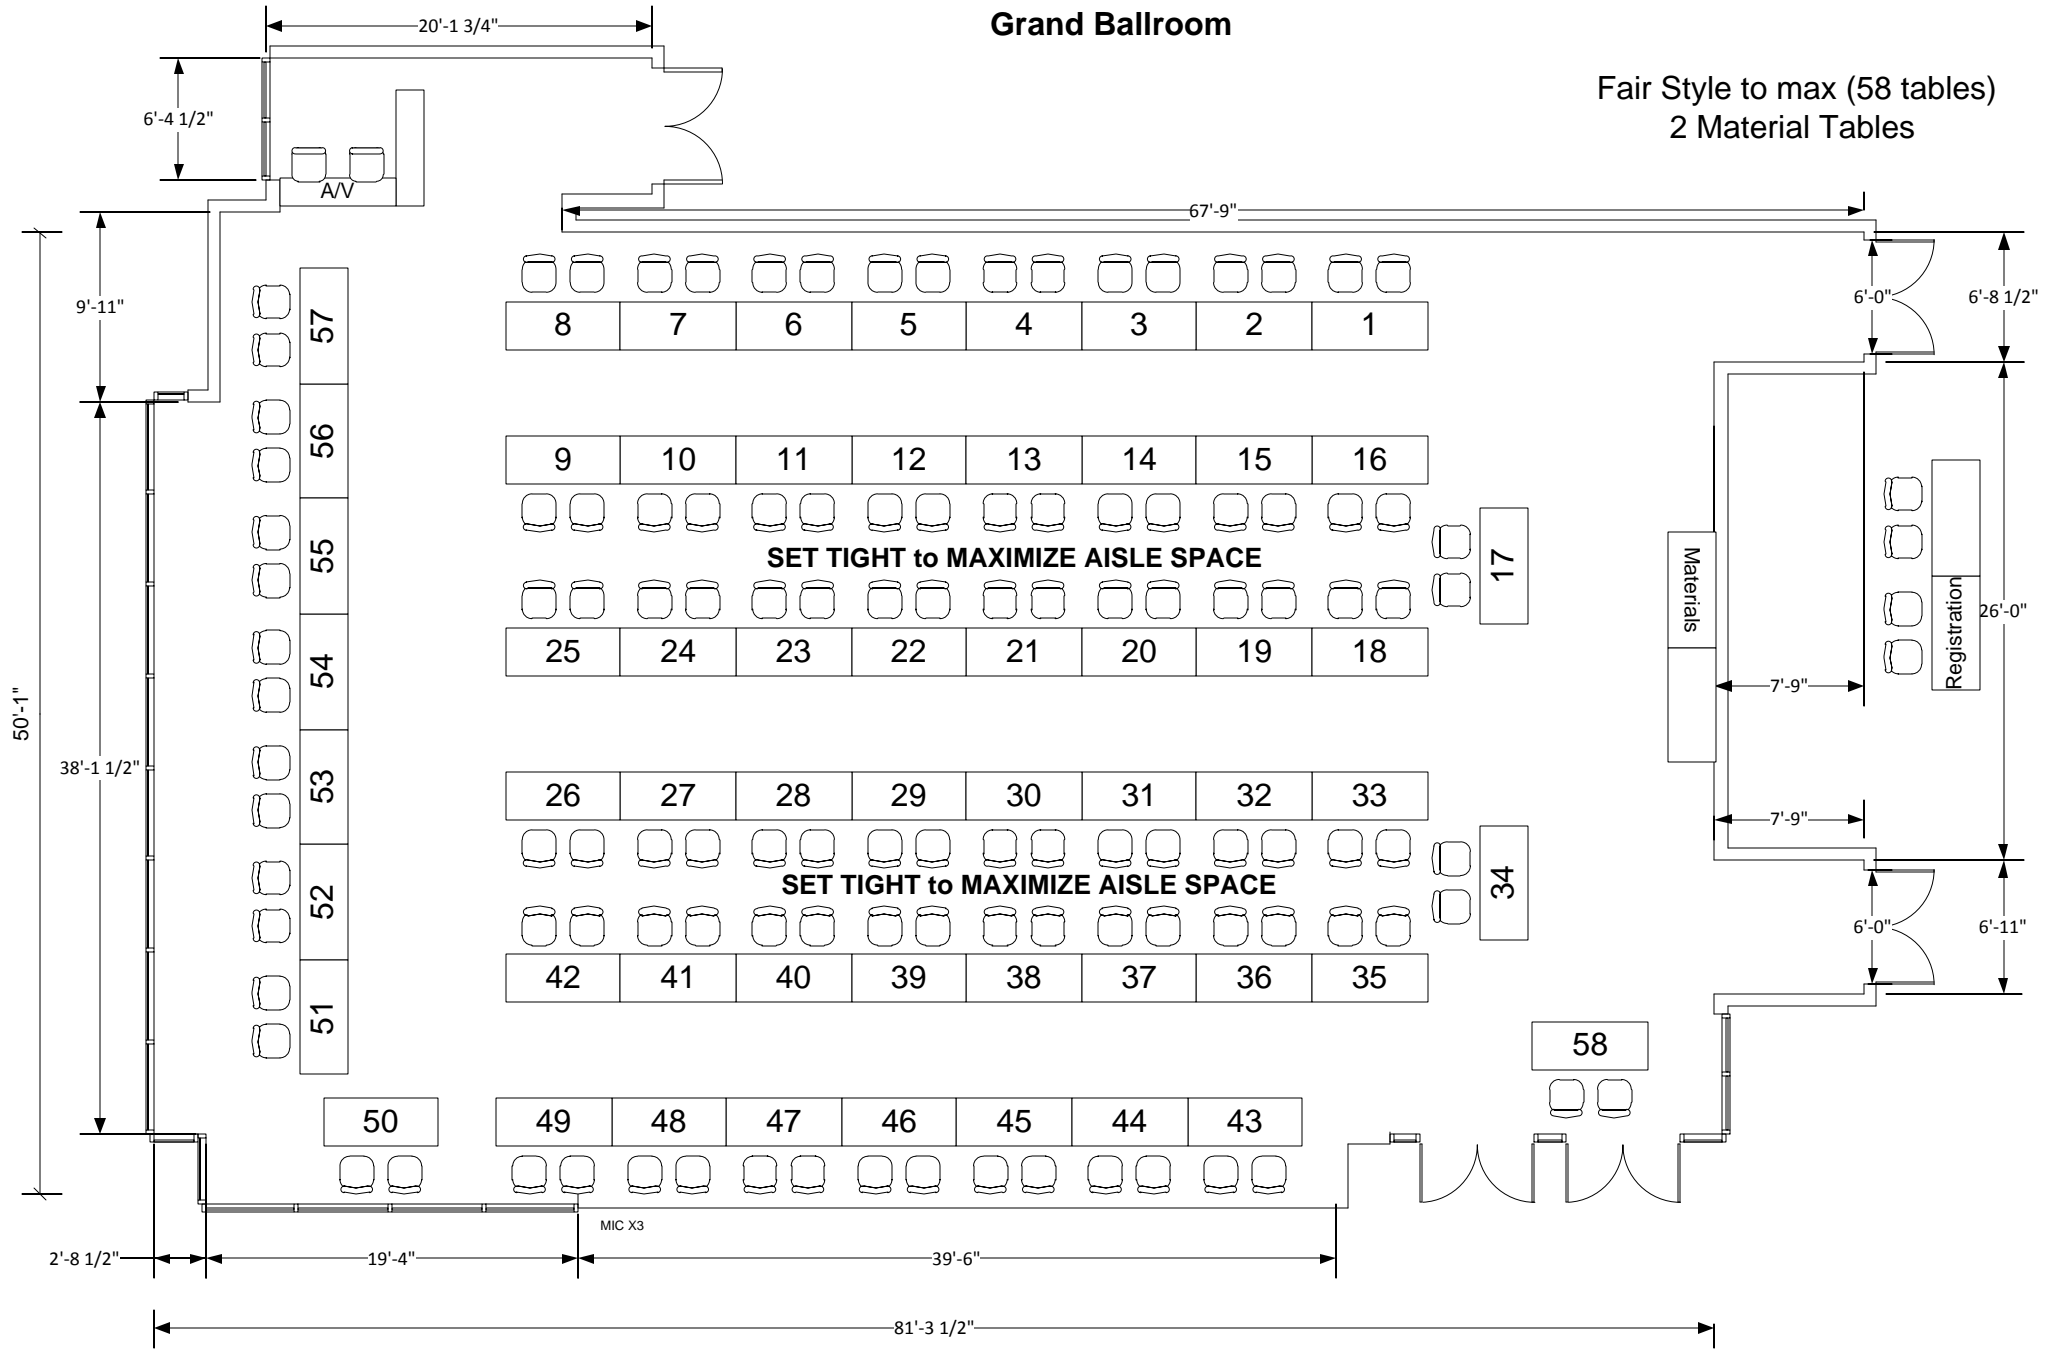 Grand Ballroom
20'-1 3/4"
Fair Style to max (58 tables)
2 Material Tables
6'-4 1/2"
A/V
67'-9"
9'-11"
6'-0"
6'-8 1/2"
57
8 7 6 5 4 3 2 1
56
9 10 11 12 13 14 15 16
SET TIGHT to MAXIMIZE AISLE SPACE
55
17
Materials
Registration
26'-0"
54
25 24 23 22 21 20 19 18
7'-9"
50'-1"
38'-1 1/2"
53
26 27 28 29 30 31 32 33
7'-9"
SET TIGHT to MAXIMIZE AISLE SPACE
52
34
6'-0"
6'-11"
42 41 40 39 38 37 36 35
51
58
50 49 48 47 46 45 44 43
MIC X3
2'-8 1/2"
19'-4"
39'-6"
81'-3 1/2"